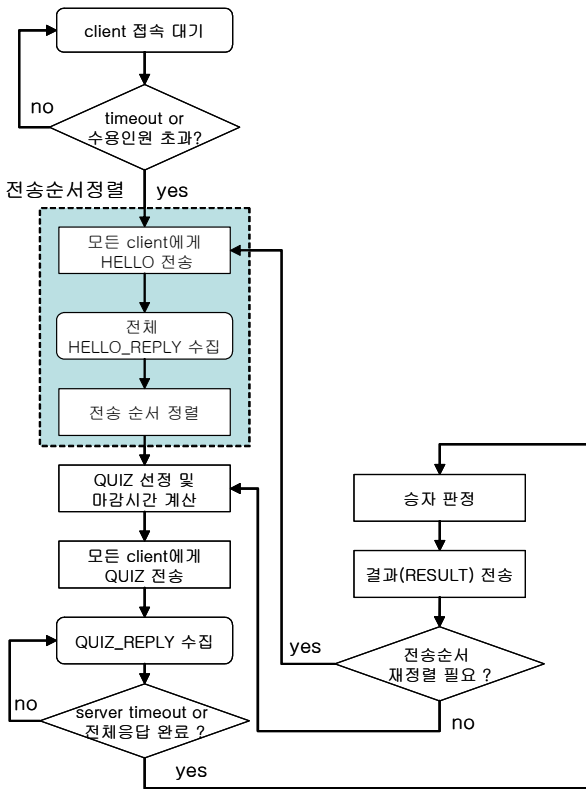 client 접속 대기
no
timeout or
수용인원 초과?
전송순서정렬
yes
모든 client에게
HELLO 전송
전체
HELLO_REPLY 수집
전송 순서 정렬
QUIZ 선정 및
마감시간 계산
모든 client에게
QUIZ 전송
QUIZ_REPLY 수집
no
server timeout or
전체응답 완료 ?
yes
승자 판정
결과(RESULT) 전송
yes
전송순서
재정렬 필요 ?
no